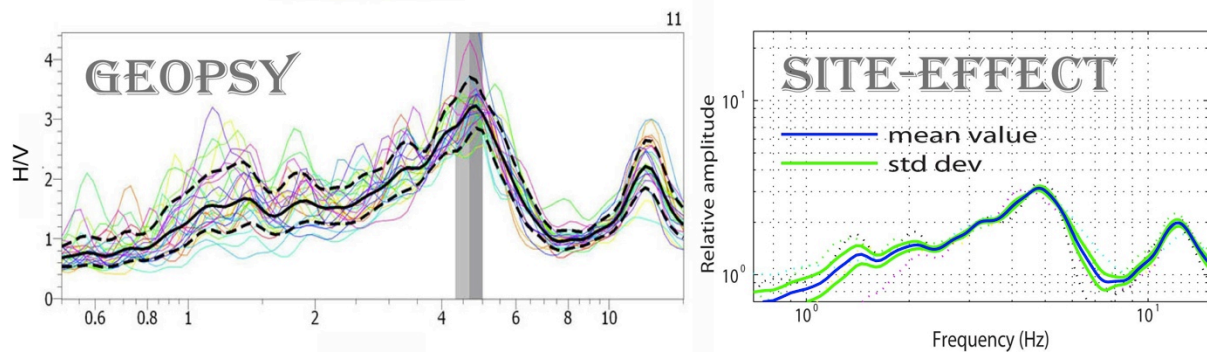 11
GEOPSY
H/V
4
3
2
1
0
0.6 0.8 1 2 4 6 8 10
SITE-EFFECT
mean value
std dev
Relative amplitude
10¹
10⁰
10⁰ 10¹
Frequency (Hz)